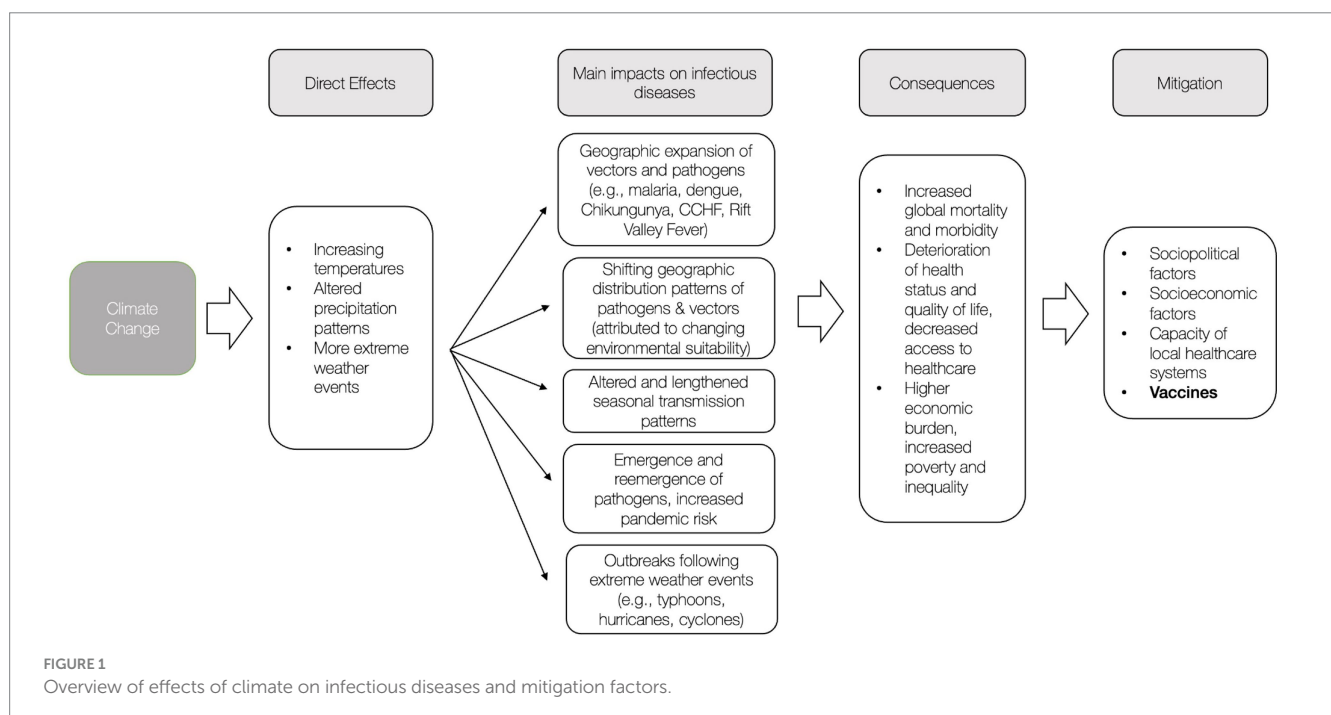 Direct Effects
Main impacts on infectious
diseases
Consequences
Mitigation
Climate
Change
• Increasing
temperatures
• Altered
precipitation
patterns
• More extreme
weather
events
Geographic expansion of
vectors and pathogens
(e.g., malaria, dengue,
Chikungunya, CCHF, Rift
Valley Fever)
Shifting geographic
distribution patterns of
pathogens & vectors
(attributed to changing
environmental suitability)
Altered and lengthened
seasonal transmission
patterns
Emergence and
reemergence of
pathogens, increased
pandemic risk
Outbreaks following
extreme weather events
(e.g., typhoons,
hurricanes, cyclones)
• Increased
global mortality
and morbidity
• Deterioration
of health
status and
quality of life,
decreased
access to
healthcare
• Higher
economic
burden,
increased
poverty and
inequality
• Sociopolitical
factors
• Socioeconomic
factors
• Capacity of
local healthcare
systems
• Vaccines
FIGURE 1
Overview of effects of climate on infectious diseases and mitigation factors.